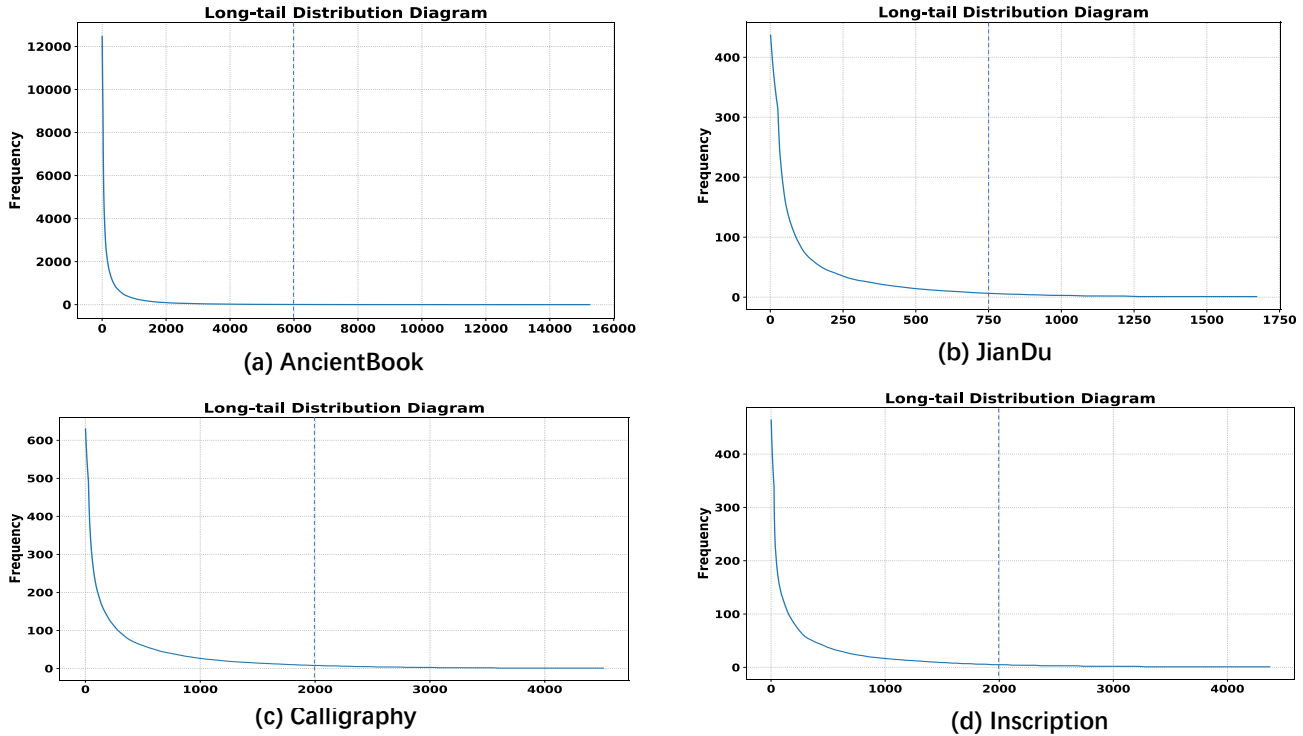 Long-tail Distribution Diagram
12000
10000
8000
6000
4000
2000
0
Frequency
0 2000 4000 6000 8000 10000 12000 14000 16000
(a) AncientBook
Long-tail Distribution Diagram
400
300
200
100
0
Frequency
0 250 500 750 1000 1250 1500 1750
(b) JianDu
Long-tail Distribution Diagram
600
500
400
300
200
100
0
Frequency
0 1000 2000 3000 4000
(c) Calligraphy
Long-tail Distribution Diagram
400
300
200
100
0
Frequency
0 1000 2000 3000 4000
(d) Inscription